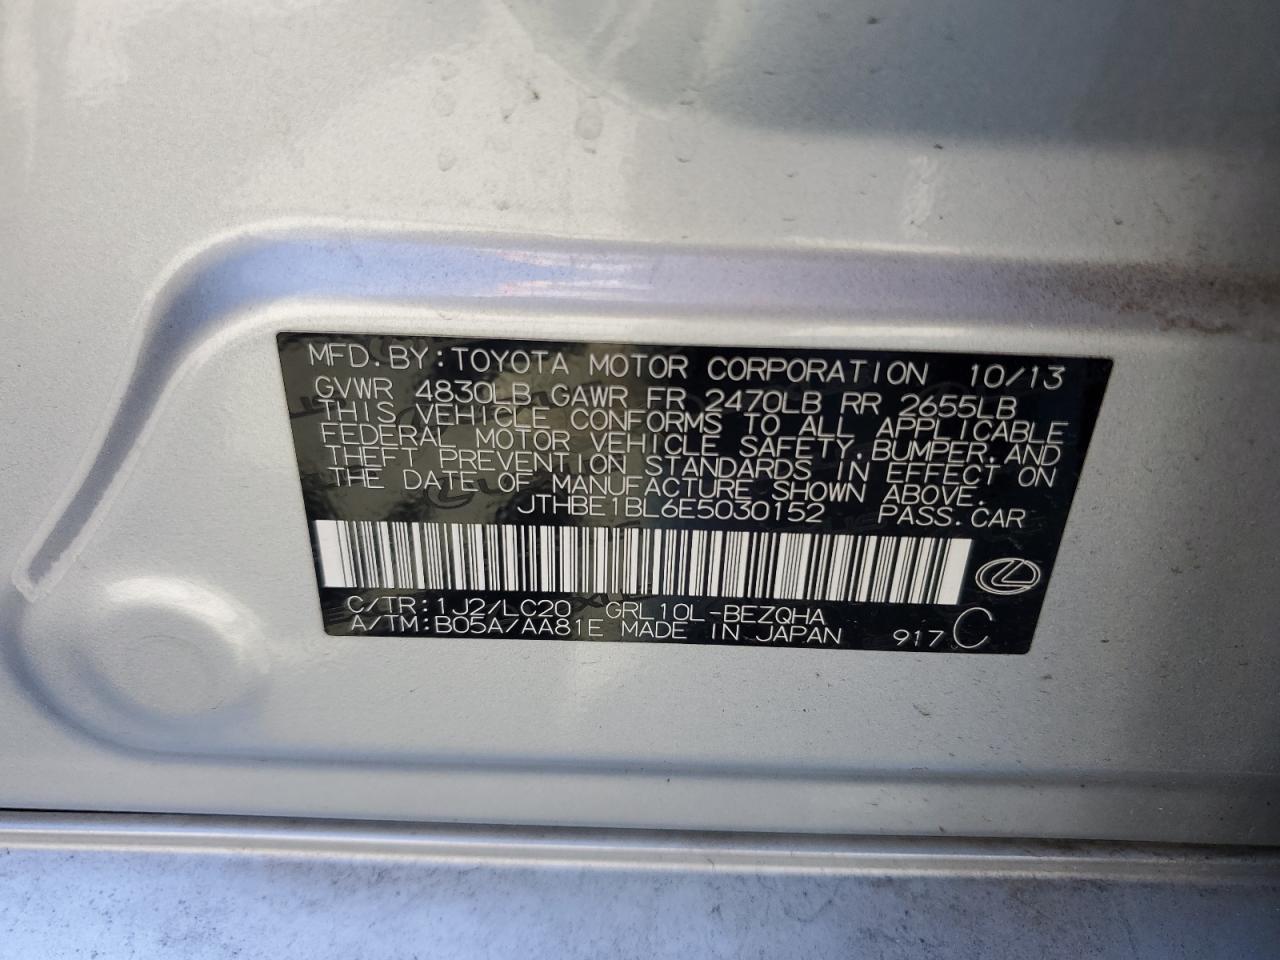 MFD.BY:TOYOTA MOTOR CORPORATION 10/13
GVWR 4830LB GAWR FR 2470LB RR 2655LB
THIS VEHICLE CONFORMS TO ALL APPLICABLE
FEDERAL MOTOR VEHICLE SAFETY,BUMPER,AND
THEFT PREVENTION STANDARDS IN EFFECT ON
THE DATE OF MANUFACTURE SHOWN ABOVE.
JTHBE1BL6E5030152 PASS.CAR
C/TR:1J2/LC20 GRL10L-BEZQHA
A/TM:B05A/AA81E MADE IN JAPAN 917 C